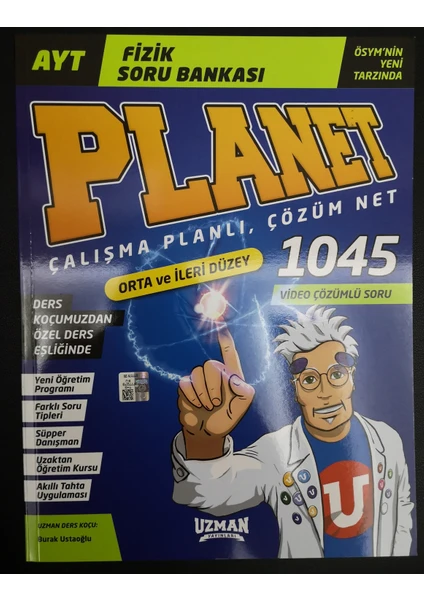 AYT
FİZİK
SORU BANKASI
ÖSYM'NİN
YENİ
TARZINDA
PLANET
ÇALIŞMA PLANLI, ÇÖZÜM NET
ORTA ve İLERİ DÜZEY
1045
VİDEO ÇÖZÜMLÜ SORU
DERS
KOÇUMUZDAN
ÖZEL DERS
EŞLİĞİNDE
Yeni Öğretim
Programı
Farklı Soru
Tipleri
Süpper
Danışman
Uzaktan
Öğretim Kursu
Akıllı Tahta
Uygulaması
UZMAN DERS KOÇU:
Burak Ustaoğlu
U
UZMAN
YAYINLARI